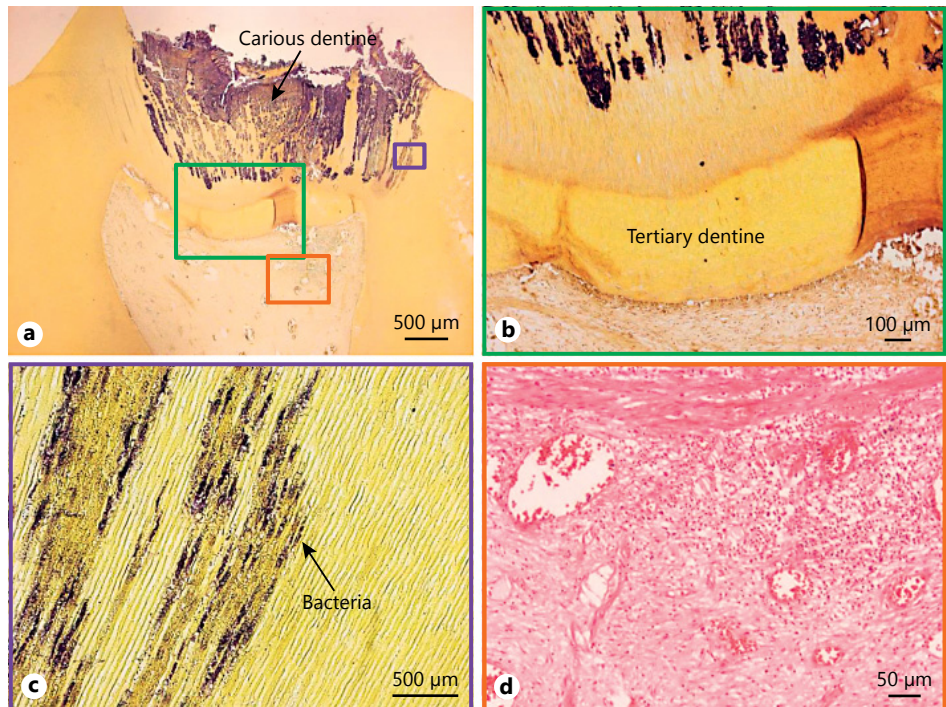 Carious dentine
500 µm
a
Tertiary dentine
100 µm
b
Bacteria
500 µm
c
50 µm
d